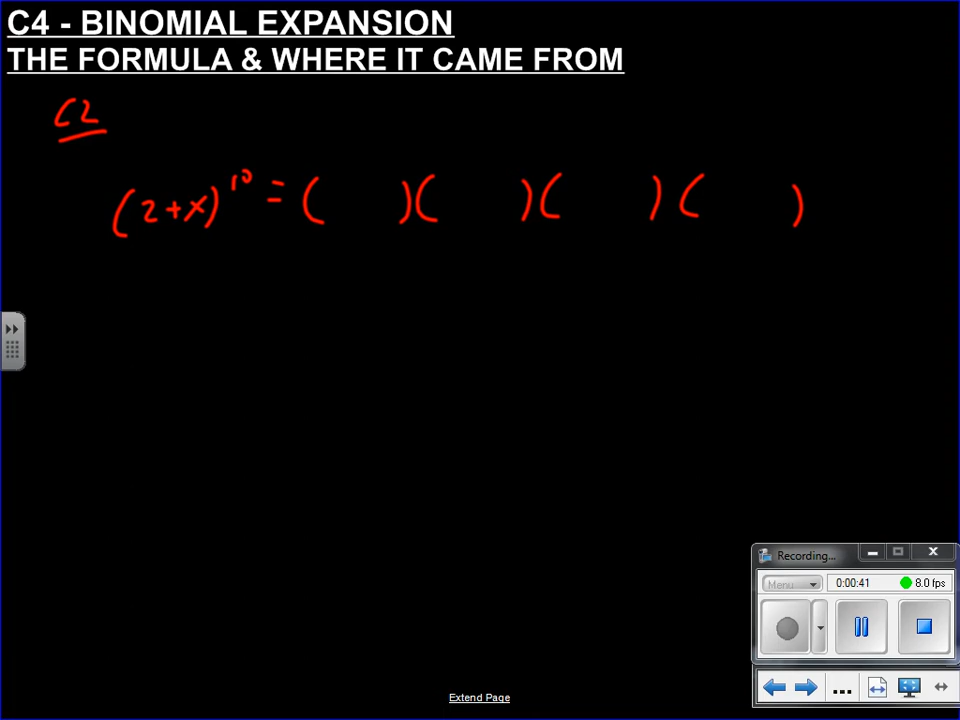 C4 - BINOMIAL EXPANSION
THE FORMULA & WHERE IT CAME FROM
C2
(2+x)^10 = ( )( )( )( )
Recording...
Menu
0:00:41
8.0 fps
...
Extend Page